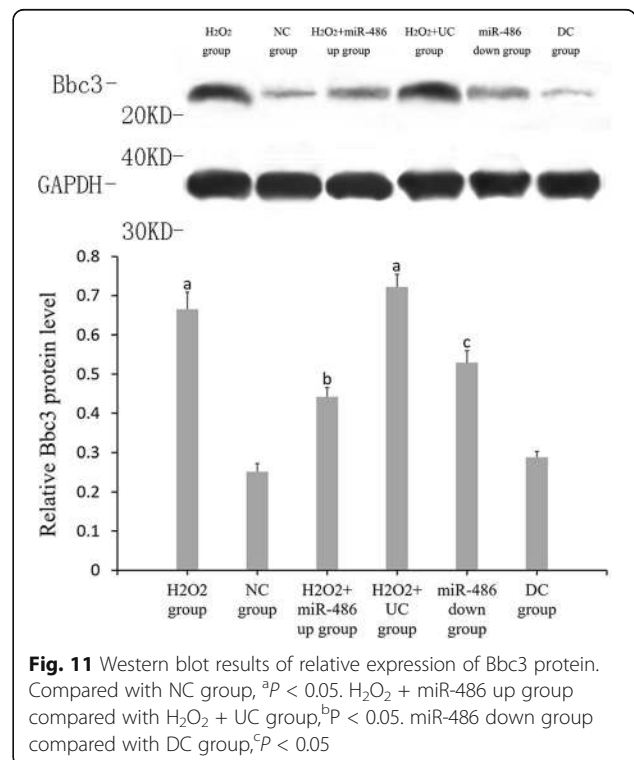 H₂O₂ group
NC group
H₂O₂+miR-486 up group
H₂O₂+UC group
miR-486 down group
DC group
Bbc3-
20KD-
40KD-
GAPDH-
30KD-
Relative Bbc3 protein level
0.8
0.7
0.6
0.5
0.4
0.3
0.2
0.1
0
a
b
a
c
H2O2 group
NC group
H2O2+ miR-486 up group
H2O2+ UC group
miR-486 down group
DC group
Fig. 11 Western blot results of relative expression of Bbc3 protein.
Compared with NC group, ᵃP < 0.05. H₂O₂ + miR-486 up group
compared with H₂O₂ + UC group,ᵇP < 0.05. miR-486 down group
compared with DC group,ᶜP < 0.05